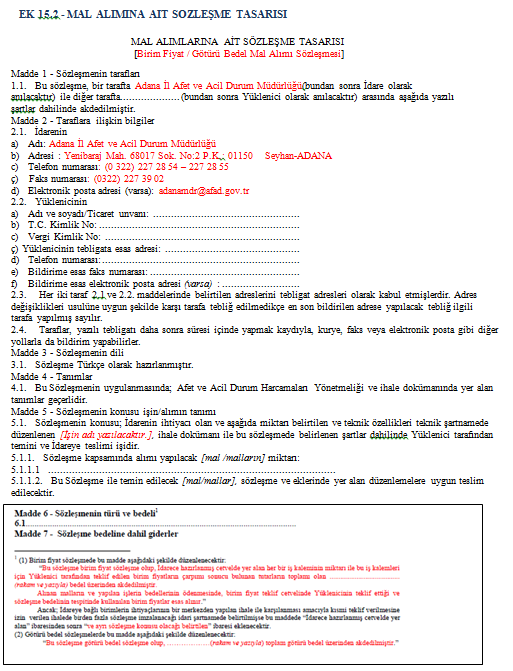 EK 15.2.- MAL ALIMINA AIT SOZLEŞME TASARISI
MAL ALIMLARINA AİT SÖZLEŞME TASARISI
[Birim Fiyat / Götürü Bedel Mal Alımı Sözleşmesi]
Madde 1 - Sözleşmenin tarafları
1.1. Bu sözleşme, bir tarafta Adana İl Afet ve Acil Durum Müdürlüğü(bundan sonra İdare olarak
anılacaktır) ile diğer tarafta………………… (bundan sonra Yüklenici olarak anılacaktır) arasında aşağıda yazılı
şartlar dahilinde akdedilmiştir.
Madde 2 - Taraflara ilişkin bilgiler
2.1. İdarenin
a) Adı: Adana İl Afet ve Acil Durum Müdürlüğü
b) Adresi : Yenibaraj Mah. 68017 Sok. No:2 P.K.; 01150 Seyhan-ADANA
c) Telefon numarası: (0 322) 227 28 54 – 227 28 55
ç) Faks numarası: (0322) 227 39 02
d) Elektronik posta adresi (varsa): adanamdr@afad.gov.tr
2.2. Yüklenicinin
a) Adı ve soyadı/Ticaret unvanı: ……………………………………………
b) T.C. Kimlik No: ……………………………………………………………
c) Vergi Kimlik No: ……………………………………………………………
ç) Yüklenicinin tebligata esas adresi: …………………………………………
d) Telefon numarası:……………………………………………………………
e) Bildirime esas faks numarası: ………………………………………………
f) Bildirime esas elektronik posta adresi (varsa) : ………………………
2.3. Her iki taraf 2.1 ve 2.2. maddelerinde belirtilen adreslerini tebligat adresleri olarak kabul etmişlerdir. Adres
değişiklikleri usulüne uygun şekilde karşı tarafa tebliğ edilmedikçe en son bildirilen adrese yapılacak tebliğ ilgili
tarafa yapılmış sayılır.
2.4. Taraflar, yazılı tebligatı daha sonra süresi içinde yapmak kaydıyla, kurye, faks veya elektronik posta gibi diğer
yollarla da bildirim yapabilirler.
Madde 3 - Sözleşmenin dili
3.1. Sözleşme Türkçe olarak hazırlanmıştır.
Madde 4 - Tanımlar
4.1. Bu Sözleşmenin uygulanmasında; Afet ve Acil Durum Harcamaları Yönetmeliği ve ihale dokümanında yer alan
tanımlar geçerlidir.
Madde 5 - Sözleşmenin konusu işin/alımın tanımı
5.1. Sözleşmenin konusu; İdarenin ihtiyacı olan ve aşağıda miktarı belirtilen ve teknik özellikleri teknik şartnamede
düzenlenen [İşin adı yazılacaktır.], ihale dokümanı ile bu sözleşmede belirlenen şartlar dahilinde Yüklenici tarafından
temini ve İdareye teslimi işidir.
5.1.1. Sözleşme kapsamında alımı yapılacak [mal /malların] miktarı:
5.1.1.1 ……………………………………………………………………………………
5.1.1.2. Bu Sözleşme ile temin edilecek [mal/mallar], sözleşme ve eklerinde yer alan düzenlemelere uygun teslim
edilecektir.
Madde 6 - Sözleşmenin türü ve bedeli1
6.1……………………………………………………………………………
Madde 7 - Sözleşme bedeline dahil giderler
1 (1) Birim fiyat sözleşmede bu madde aşağıdaki şekilde düzenlenecektir:
"Bu sözleşme birim fiyat sözleşme olup, İdarece hazırlanmış cetvelde yer alan her bir iş kaleminin miktarı ile bu iş kalemleri
için Yüklenici tarafından teklif edilen birim fiyatların çarpımı sonucu bulunan tutarların toplamı olan ………………………
(rakam ve yazıyla) bedel üzerinden akdedilmiştir.
Alınan malların ve yapılan işlerin bedellerinin ödenmesinde, birim fiyat teklif cetvelinde Yüklenicinin teklif ettiği ve
sözleşme bedelinin tespitinde kullanılan birim fiyatlar esas alınır."
Ancak; İdareye bağlı birimlerin ihtiyaçlarının bir merkezden yapılan ihale ile karşılanması amacıyla kısmi teklif verilmesine
izin verilen ihalede birden fazla sözleşme imzalanacağı idari şartnamede belirtilmişse bu maddede "İdarece hazırlanmış cetvelde yer
alan" ibaresinden sonra "ve ayrı sözleşme konusu olacağı belirtilen" ibaresi eklenecektir.
(2) Götürü bedel sözleşmelerde bu madde aşağıdaki şekilde düzenlenecektir:
"Bu sözleşme götürü bedel sözleşme olup, ……………… (rakam ve yazıyla) toplam götürü bedel üzerinden akdedilmiştir."